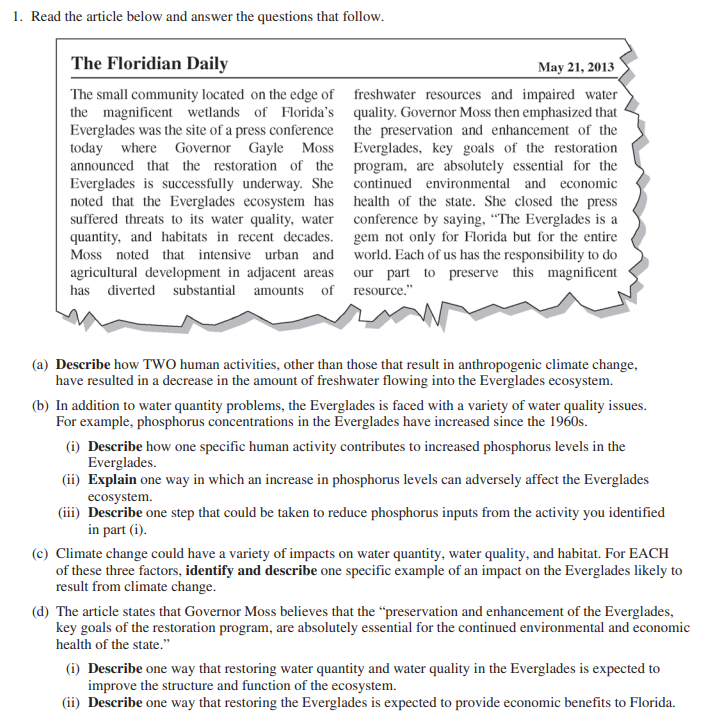 1. Read the article below and answer the questions that follow.
The Floridian Daily
May 21, 2013
The small community located on the edge of
the magnificent wetlands of Florida's
Everglades was the site of a press conference
today where Governor Gayle Moss
announced that the restoration of the
Everglades is successfully underway. She
noted that the Everglades ecosystem has
suffered threats to its water quality, water
quantity, and habitats in recent decades.
Moss noted that intensive urban and
agricultural development in adjacent areas
has diverted substantial amounts of
freshwater resources and impaired water
quality. Governor Moss then emphasized that
the preservation and enhancement of the
Everglades, key goals of the restoration
program, are absolutely essential for the
continued environmental and economic
health of the state. She closed the press
conference by saying, “The Everglades is a
gem not only for Florida but for the entire
world. Each of us has the responsibility to do
our part to preserve this magnificent
resource.”
(a) Describe how TWO human activities, other than those that result in anthropogenic climate change,
have resulted in a decrease in the amount of freshwater flowing into the Everglades ecosystem.
(b) In addition to water quantity problems, the Everglades is faced with a variety of water quality issues.
For example, phosphorus concentrations in the Everglades have increased since the 1960s.
(i) Describe how one specific human activity contributes to increased phosphorus levels in the
Everglades.
(ii) Explain one way in which an increase in phosphorus levels can adversely affect the Everglades
ecosystem.
(iii) Describe one step that could be taken to reduce phosphorus inputs from the activity you identified
in part (i).
(c) Climate change could have a variety of impacts on water quantity, water quality, and habitat. For EACH
of these three factors, identify and describe one specific example of an impact on the Everglades likely to
result from climate change.
(d) The article states that Governor Moss believes that the “preservation and enhancement of the Everglades,
key goals of the restoration program, are absolutely essential for the continued environmental and economic
health of the state.”
(i) Describe one way that restoring water quantity and water quality in the Everglades is expected to
improve the structure and function of the ecosystem.
(ii) Describe one way that restoring the Everglades is expected to provide economic benefits to Florida.